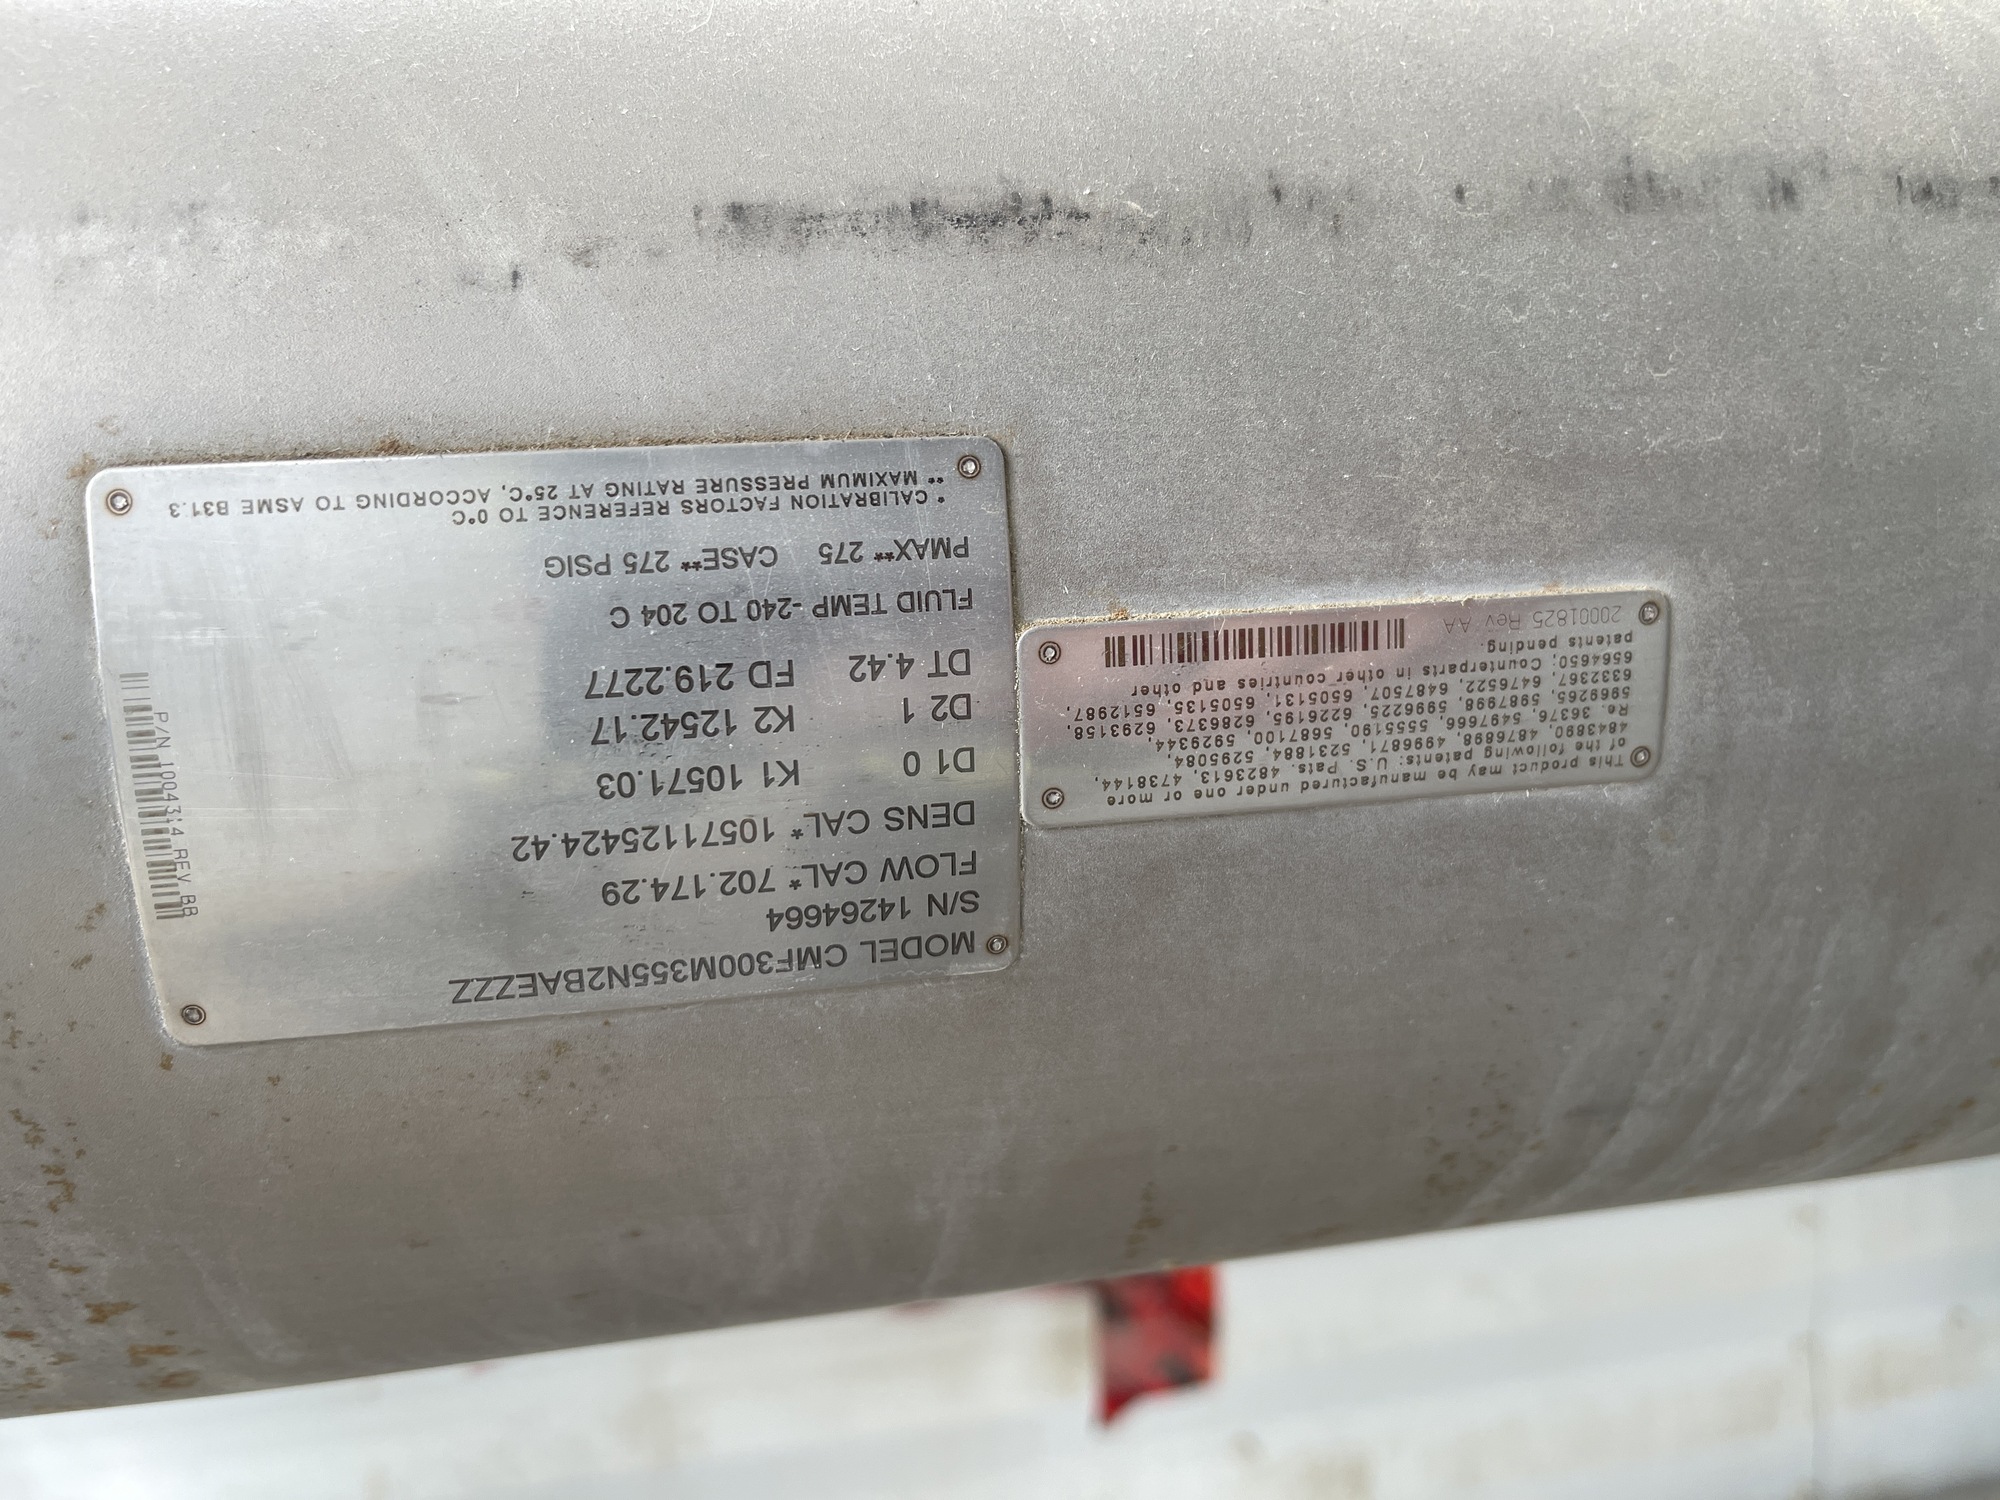 MODEL CMF300M355N2BAEZZZ
S/N 14264664
FLOW CAL* 702.174.29
DENS CAL* 10571125424.42
D1 0 K1 10571.03
D2 1 K2 12542.17
DT 4.42 FD 219.2277
FLUID TEMP -240 TO 204 C
PMAX** 275 CASE** 275 PSIG
* CALIBRATION FACTORS REFERENCE TO 0°C
** MAXIMUM PRESSURE RATING AT 25°C, ACCORDING TO ASME B31.3
P/N REV BB
This product may be manufactured under one or more
of the following patents: U.S. Pats. 4823613, 4738144,
4843890, 4876898, 4996871, 5231884, 5295084,
Re. 36376, 5497666, 5555190, 5687100, 5929344,
5969265, 5987998, 5996225, 6226195, 6286373, 6293158,
6332367, 6476522, 6487507, 6505131, 6505135, 6512987,
6564650; Counterparts in other countries and other
patents pending.
20001825 Rev AA